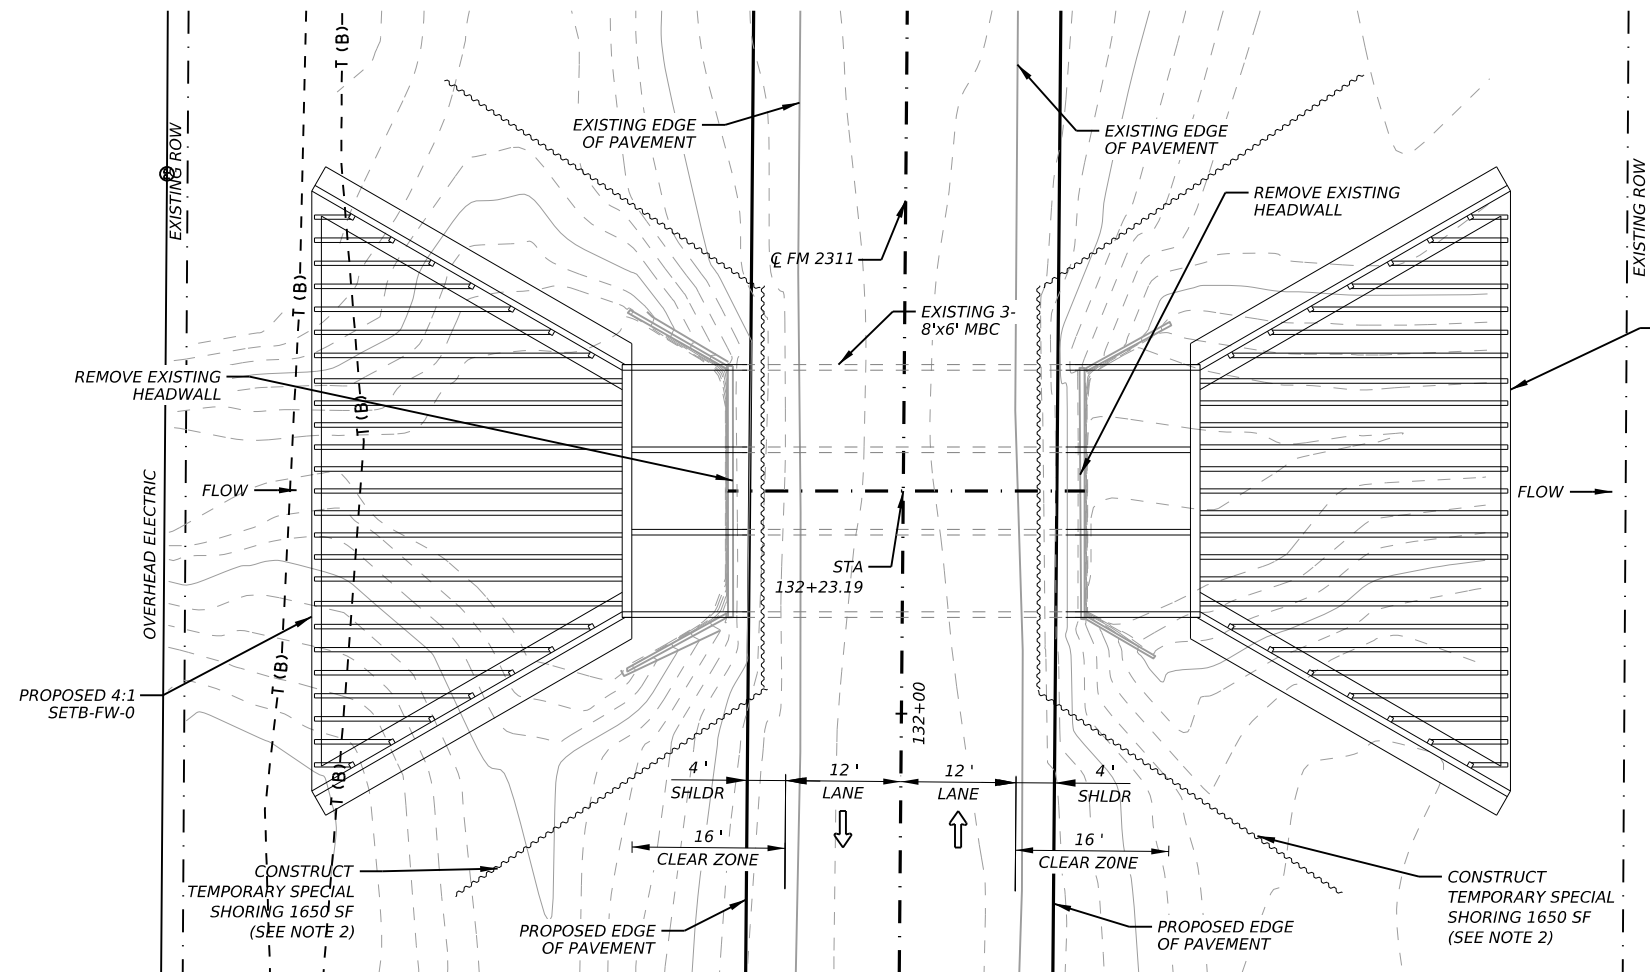 T (B)
EXISTING ROW
EXISTING EDGE
OF PAVEMENT
EXISTING EDGE
OF PAVEMENT
EXISTING ROW
REMOVE EXISTING
HEADWALL
℄ FM 2311
T (B)
EXISTING 3-
8'x6' MBC
REMOVE EXISTING
HEADWALL
T (B)
FLOW
FLOW
OVERHEAD ELECTRIC
STA
132+23.19
T (B)
PROPOSED 4:1
SETB-FW-0
132+00
T (B)
4'
SHLDR
12'
LANE
12'
LANE
4'
SHLDR
16'
CLEAR ZONE
16'
CLEAR Z0NE
CONSTRUCT
TEMPORARY SPECIAL
SHORING 1650 SF
(SEE NOTE 2)
CONSTRUCT
TEMPORARY SPECIAL
SHORING 1650 SF
(SEE NOTE 2)
PROPOSED EDGE
OF PAVEMENT
PROPOSED EDGE
OF PAVEMENT